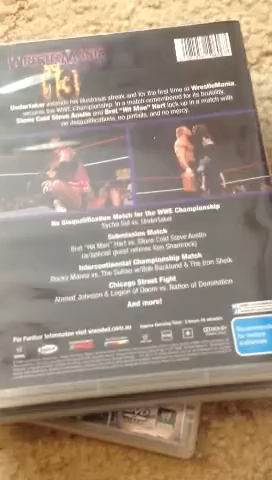 WRESTLEMANIA
Undertaker extends his illustrious streak and for the first time at WrestleMania,
secures the WWE Championship in a match remembered for its brutality.
Stone Cold Steve Austin and Bret "Hit Man" Hart lock up in a match with
no disqualifications, no pinfalls, and no mercy.
No Disqualification Match for the WWE Championship
Sycho Sid vs. Undertaker
Submission Match
Bret "Hit Man" Hart vs. Stone Cold Steve Austin
(w/special guest referee Ken Shamrock)
Intercontinental Championship Match
Rocky Maivia vs. The Sultan w/Bob Backlund & The Iron Sheik
Chicago Street Fight
Ahmed Johnson & Legion of Doom vs. Nation of Domination
And more!
For Further Information visit wwedvd.com.au
Recommended
for mature
audiences